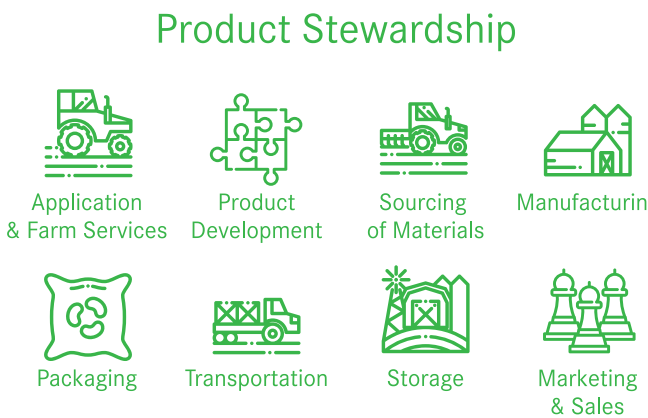 Product Stewardship
Application
& Farm Services
Product
Development
Sourcing
of Materials
Manufacturin
Packaging
Transportation
Storage
Marketing
& Sales